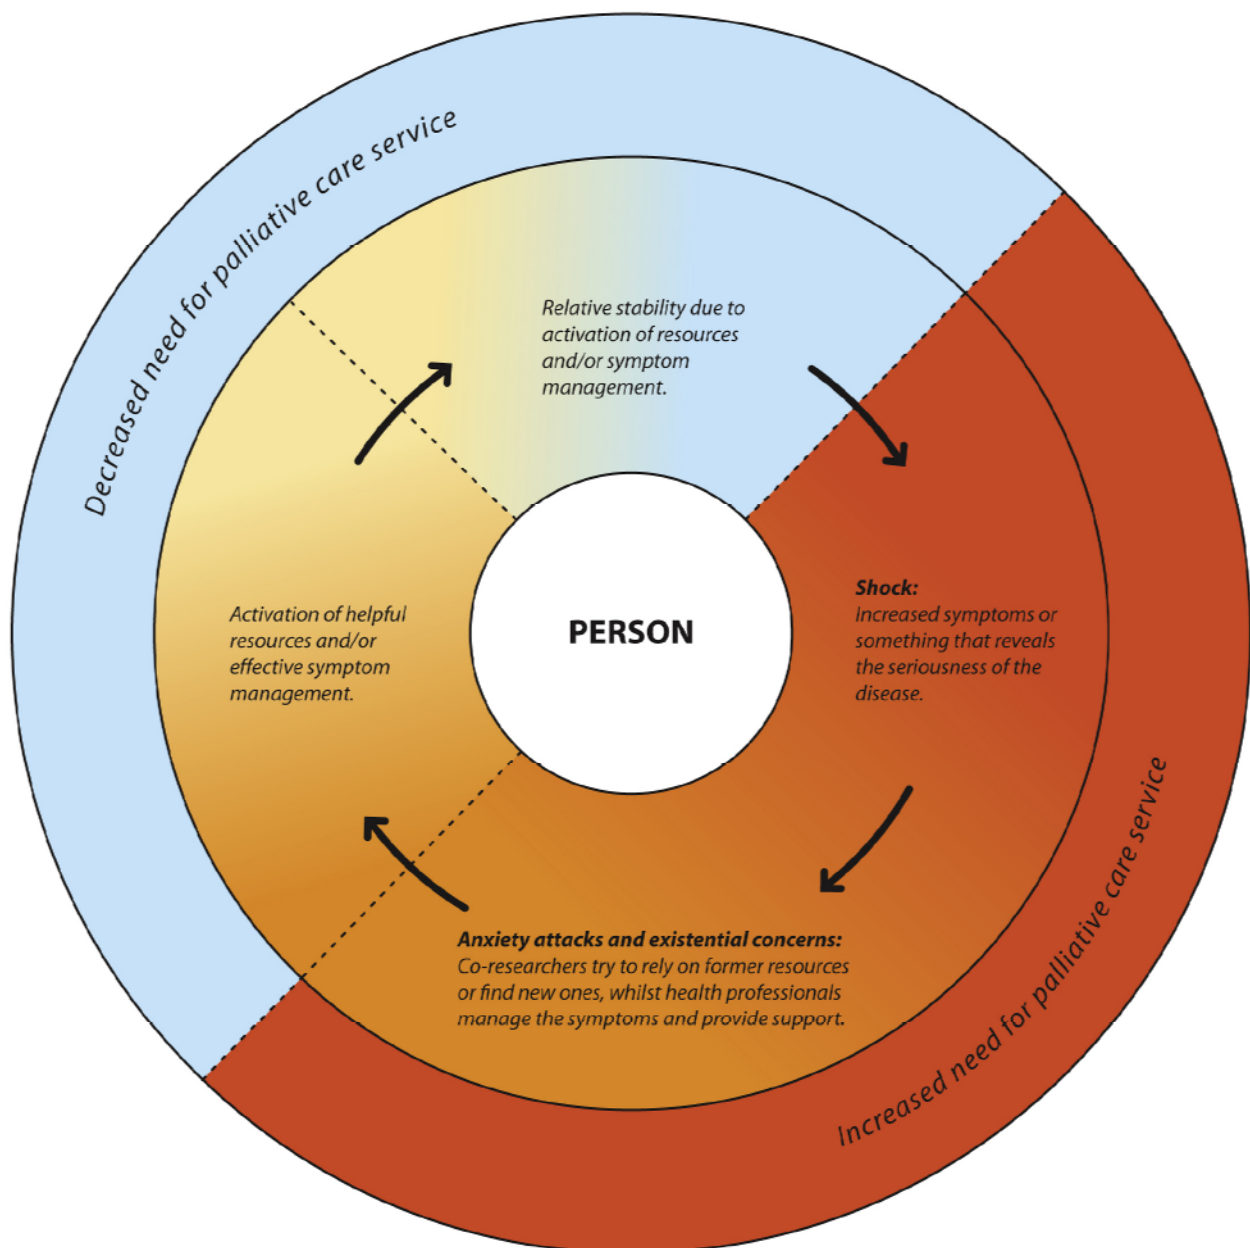 Decreased need for palliative care service
Relative stability due to
activation of resources
and/or symptom
management.
Shock:
Increased symptoms or
something that reveals
the seriousness of the
disease.
PERSON
Activation of helpful
resources and/or
effective symptom
management.
Anxiety attacks and existential concerns:
Co-researchers try to rely on former resources
or find new ones, whilst health professionals
manage the symptoms and provide support.
Increased need for palliative care service